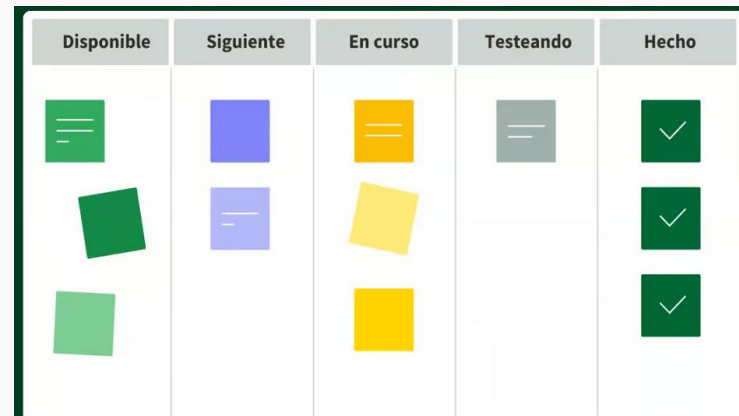 Disponible
Siguiente
En curso
Testeando
Hecho